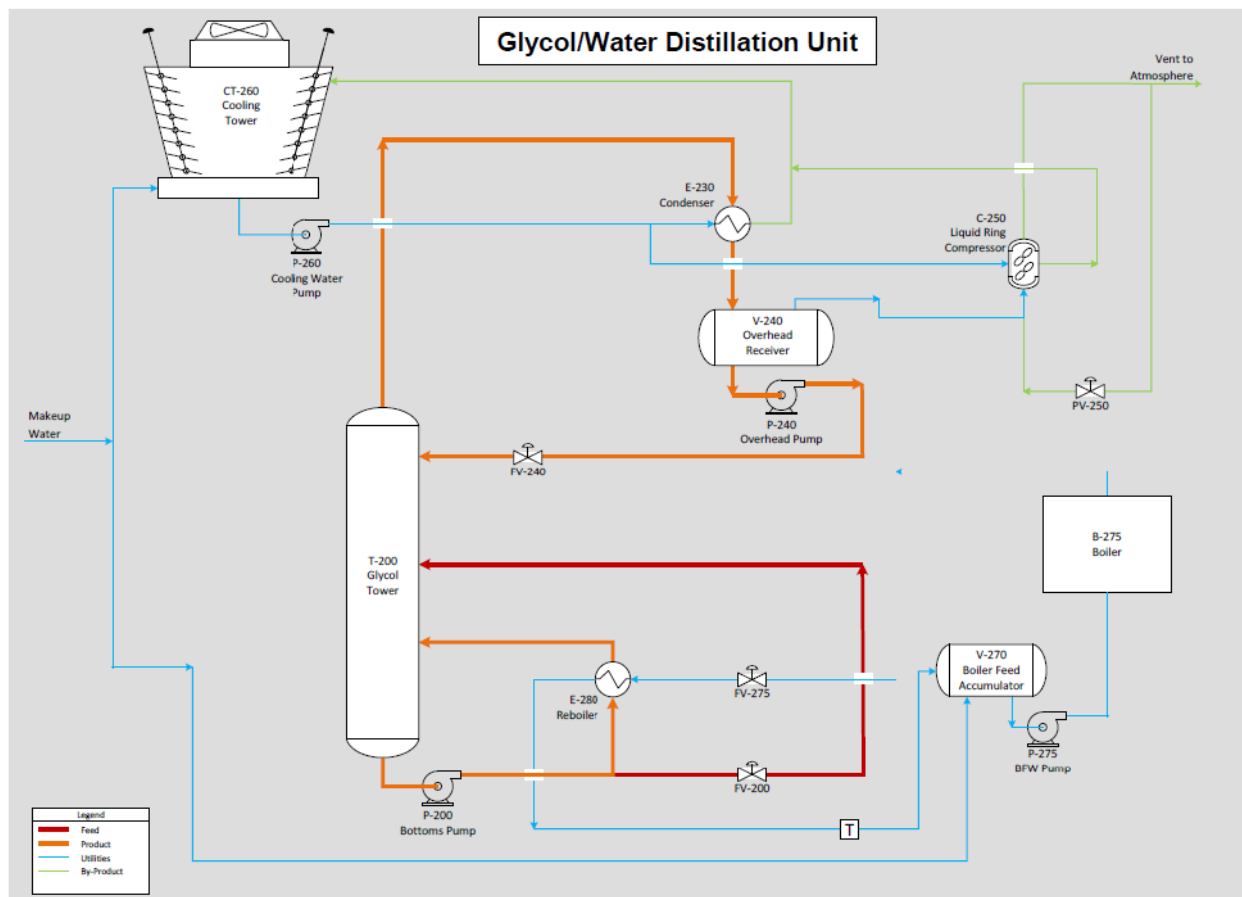 Glycol/Water Distillation Unit
Vent to
Atmosphere
CT-260
Cooling
Tower
E-230
Condenser
C-250
Liquid Ring
Compressor
P-260
Cooling Water
Pump
V-240
Overhead
Receiver
PV-250
Makeup
Water
P-240
Overhead Pump
FV-240
B-275
Boiler
T-200
Glycol
Tower
V-270
Boiler Feed
Accumulator
E-280
Reboiler
FV-275
P-275
BFW Pump
FV-200
P-200
Bottoms Pump
T
Legend
Feed
Product
Utilities
By-Product